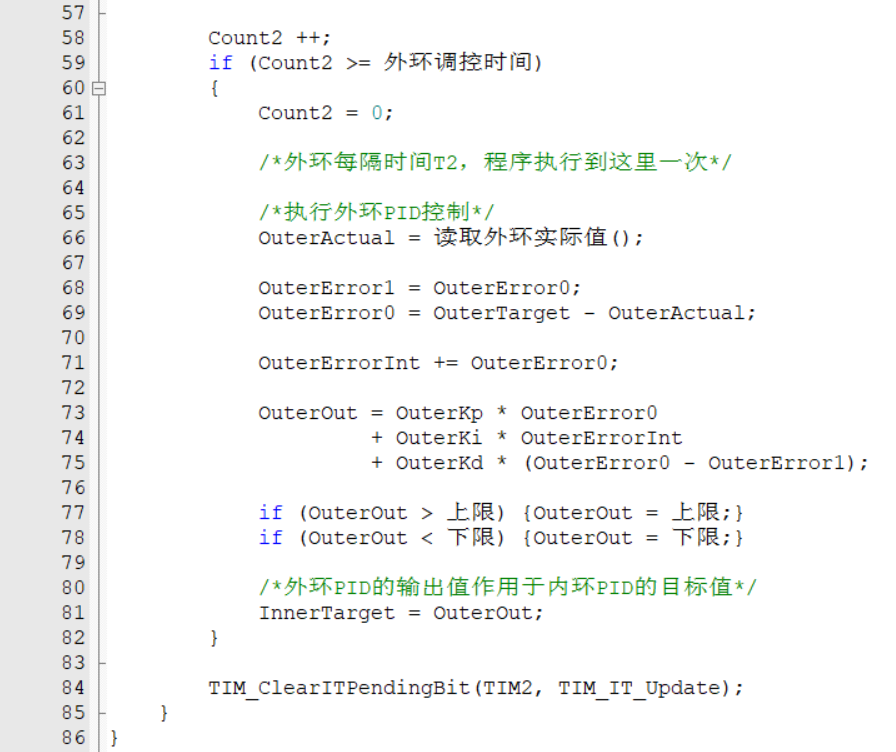 57
58 Count2 ++;
59 if (Count2 >= 外环调控时间)
60 {
61 Count2 = 0;
62
63 /*外环每隔时间T2，程序执行到这里一次*/
64
65 /*执行外环PID控制*/
66 OuterActual = 读取外环实际值();
67
68 OuterError1 = OuterError0;
69 OuterError0 = OuterTarget - OuterActual;
70
71 OuterErrorInt += OuterError0;
72
73 OuterOut = OuterKp * OuterError0
74 + OuterKi * OuterErrorInt
75 + OuterKd * (OuterError0 - OuterError1);
76
77 if (OuterOut > 上限) {OuterOut = 上限;}
78 if (OuterOut < 下限) {OuterOut = 下限;}
79
80 /*外环PID的输出值作用于内环PID的目标值*/
81 InnerTarget = OuterOut;
82 }
83
84 TIM_ClearITPendingBit(TIM2, TIM_IT_Update);
85 }
86 }